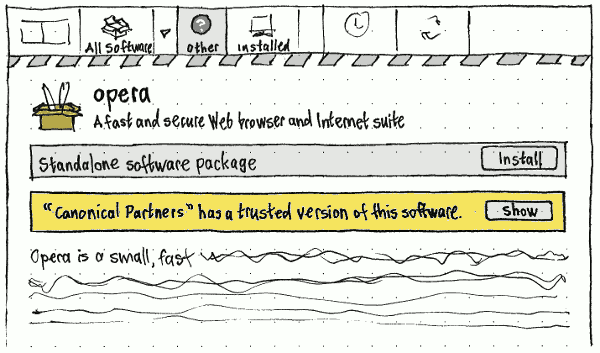 All Software
other
installed
opera
A fast and secure Web browser and Internet suite
Standalone software package
Install
“Canonical Partners” has a trusted version of this software.
Show
Opera is a small, fast